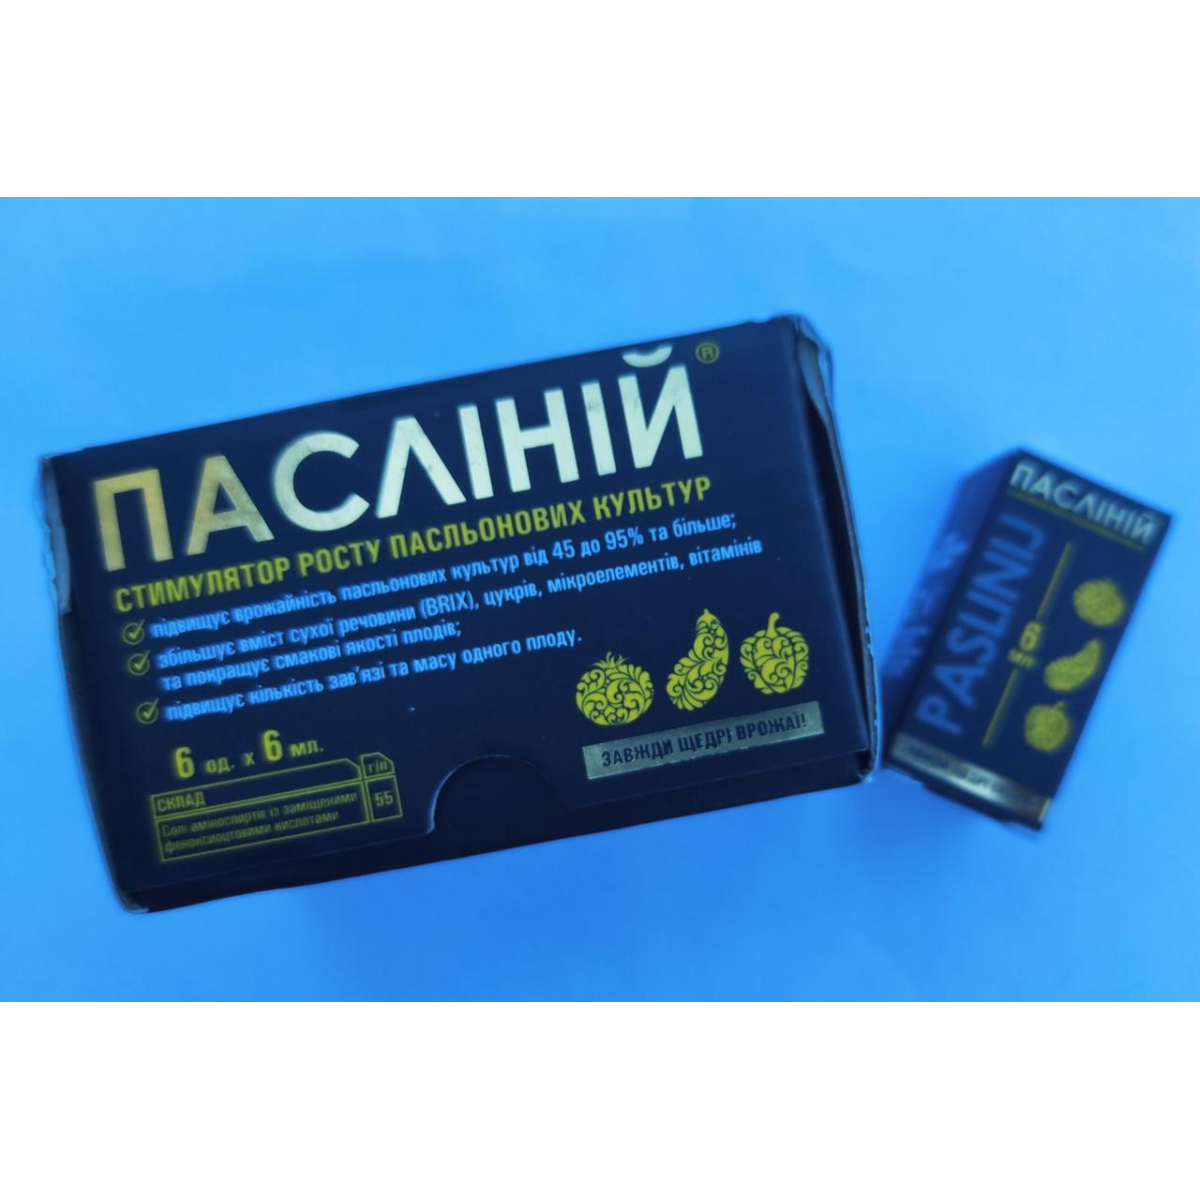 ПАСЛІНІЙ®
СТИМУЛЯТОР РОСТУ ПАСЛЬОНОВИХ КУЛЬТУР
підвищує врожайність пасльонових культур від 45 до 95% та більше;
збільшує вміст сухої речовини (BRIX), цукрів, мікроелементів, вітамінів
та покращує смакові якості плодів;
підвищує кількість зав'язі та масу одного плоду.
6 од. х 6 мл.
СКЛАД г/л
Солі аміноспиртів із заміщеними 55
феноксиоцтовими кислотами
ЗАВЖДИ ЩЕДРІ ВРОЖАЇ!
ПАСЛІНІЙ
PASLINIJ
6
мл